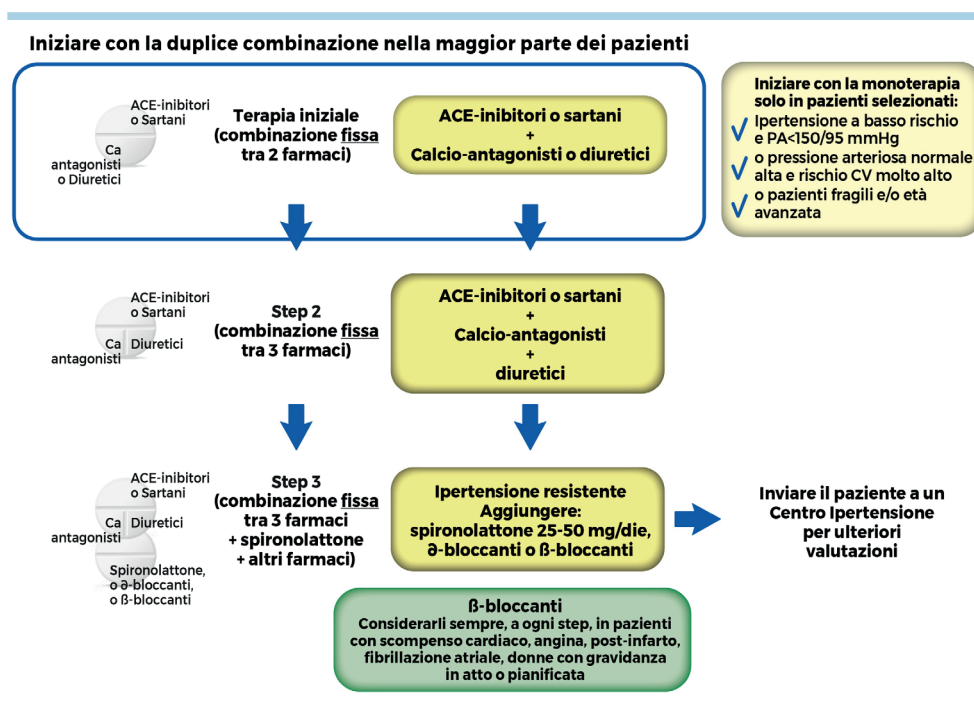 Iniziare con la duplice combinazione nella maggior parte dei pazienti
ACE-inibitori
o Sartani
Ca
antagonisti
o Diuretici
Terapia iniziale
(combinazione fissa
tra 2 farmaci)
ACE-inibitori o sartani
+
Calcio-antagonisti o diuretici
Iniziare con la monoterapia
solo in pazienti selezionati:
✓ Ipertensione a basso rischio
e PA<150/95 mmHg
✓ o pressione arteriosa normale
alta e rischio CV molto alto
✓ o pazienti fragili e/o età
avanzata
ACE-inibitori
o Sartani
Ca
antagonisti
Diuretici
Step 2
(combinazione fissa
tra 3 farmaci)
ACE-inibitori o sartani
+
Calcio-antagonisti
+
diuretici
ACE-inibitori
o Sartani
Ca
antagonisti
Diuretici
Spironolattone,
o ∂-bloccanti,
o ß-bloccanti
Step 3
(combinazione fissa
tra 3 farmaci
+ spironolattone
+ altri farmaci)
Ipertensione resistente
Aggiungere:
spironolattone 25-50 mg/die,
∂-bloccanti o ß-bloccanti
Inviare il paziente a un
Centro Ipertensione
per ulteriori
valutazioni
ß-bloccanti
Considerarli sempre, a ogni step, in pazienti
con scompenso cardiaco, angina, post-infarto,
fibrillazione atriale, donne con gravidanza
in atto o pianificata